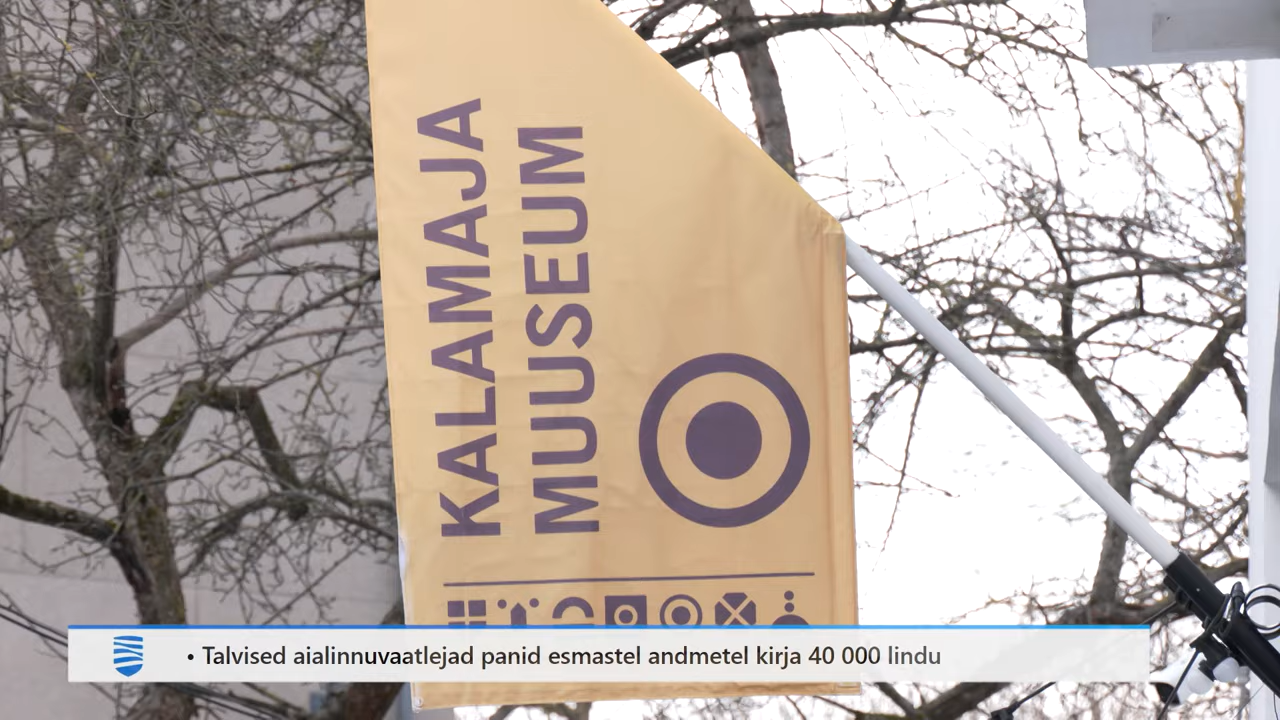 KALAMAJA
MUUSEUM
• Talvised aialinnuvaatlejad panid esmastel andmetel kirja 40 000 lindu